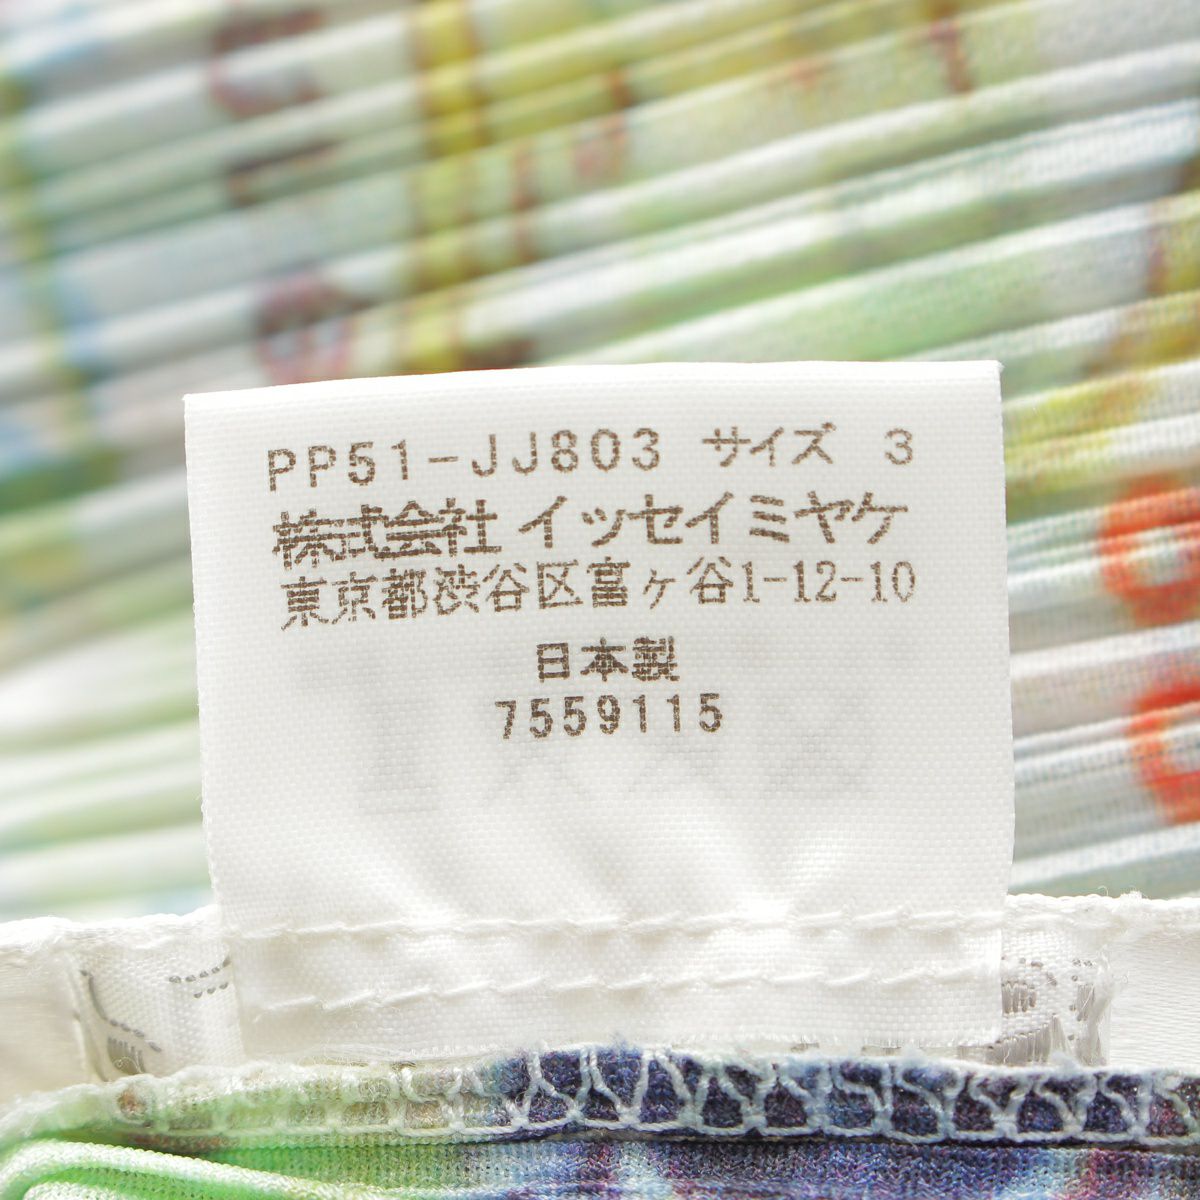 PP51-JJ803 サイズ 3
株式会社 イッセイミヤケ
東京都渋谷区富ヶ谷1-12-10
日本製
7559115